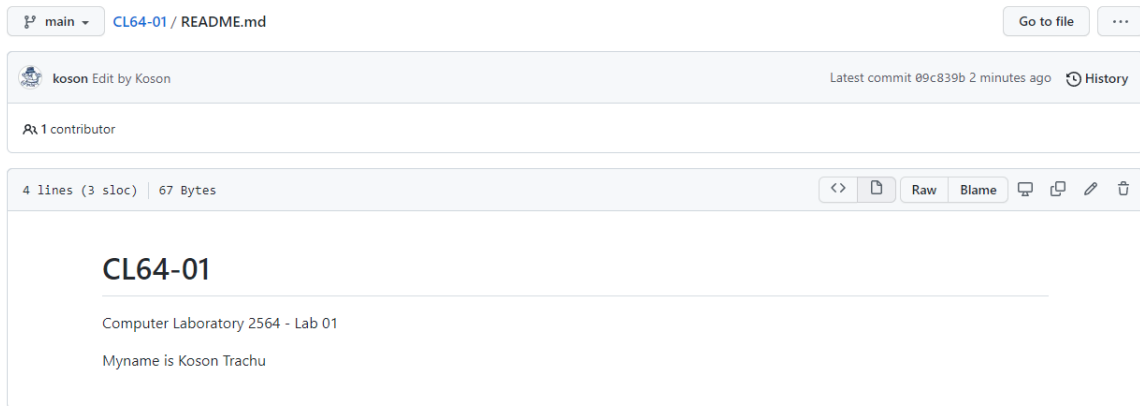 main CL64-01 / README.md Go to file ...
koson Edit by Koson Latest commit 09c839b 2 minutes ago History
1 contributor
4 lines (3 sloc) 67 Bytes <> Raw Blame
CL64-01
Computer Laboratory 2564 - Lab 01
Myname is Koson Trachu